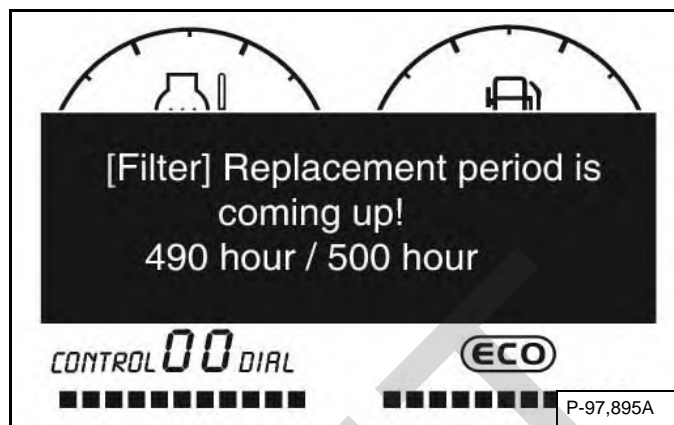 [Filter] Replacement period is
coming up!
490 hour / 500 hour
CONTROL 00 DIAL
ECO
P-97,895A